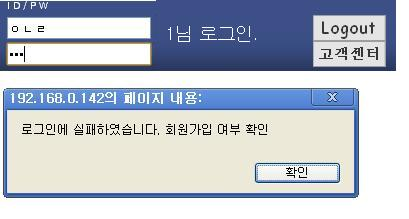 ID/PW
ㅇㄴㄹ
•••
1님 로그인.
Logout
고객센터
192.168.0.142의 페이지 내용:
로그인에 실패하였습니다. 회원가입 여부 확인
확인